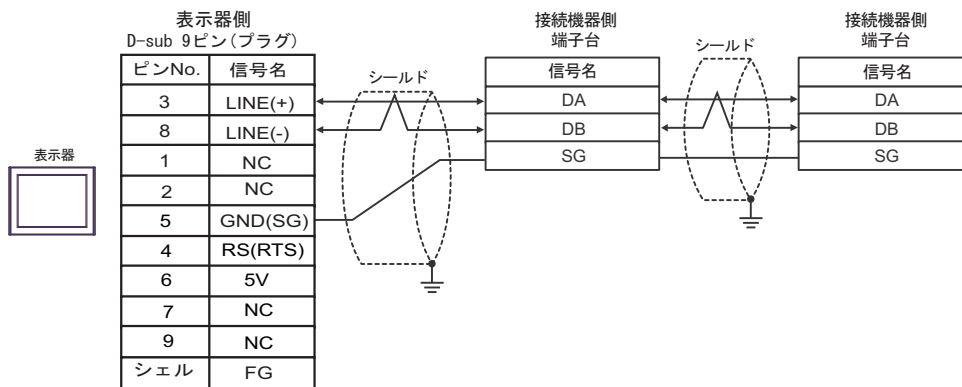 表示器側
D-sub 9ピン(プラグ)
ピンNo. 信号名
3 LINE(+)
8 LINE(-)
1 NC
2 NC
5 GND(SG)
4 RS(RTS)
6 5V
7 NC
9 NC
シェル FG
表示器
シールド
接続機器側
端子台
信号名
DA
DB
SG
シールド
接続機器側
端子台
信号名
DA
DB
SG